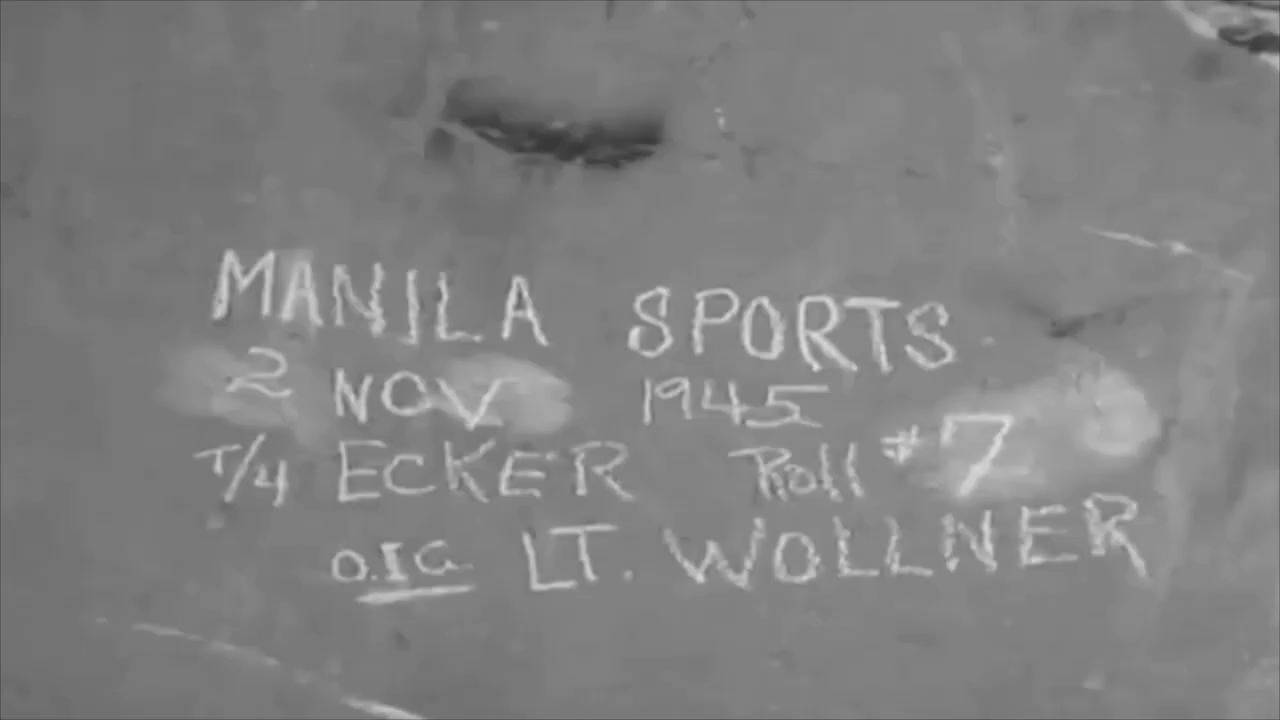 MANILA SPORTS
2 NOV 1945
T/4 ECKER Roll #7
O.I.C. LT. WOLLNER